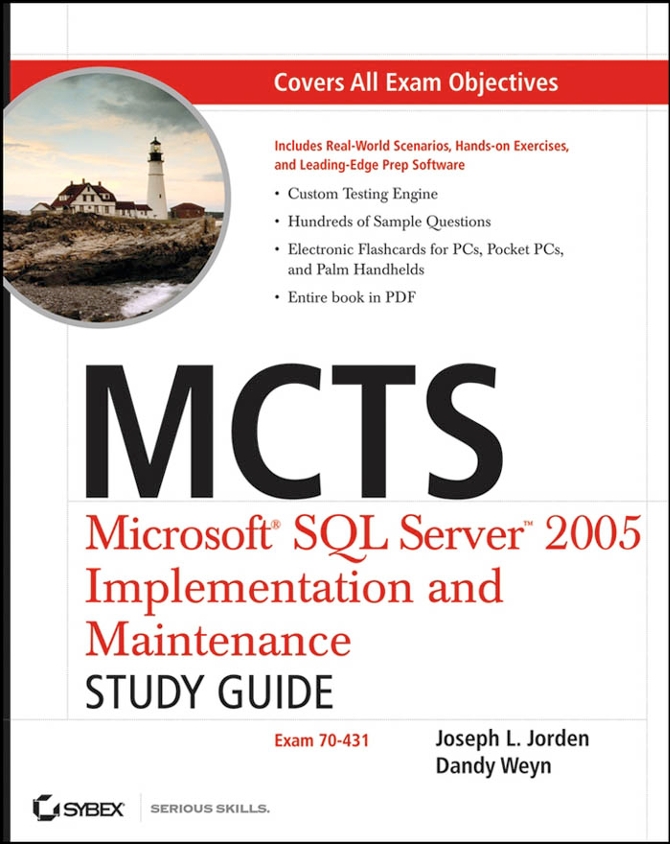 Covers All Exam Objectives
Includes Real-World Scenarios, Hands-on Exercises,
and Leading-Edge Prep Software
• Custom Testing Engine
• Hundreds of Sample Questions
• Electronic Flashcards for PCs, Pocket PCs,
and Palm Handhelds
• Entire book in PDF
MCTS
Microsoft® SQL Server™ 2005
Implementation and
Maintenance
STUDY GUIDE
Exam 70-431
Joseph L. Jorden
Dandy Weyn
SYBEX®
SERIOUS SKILLS.